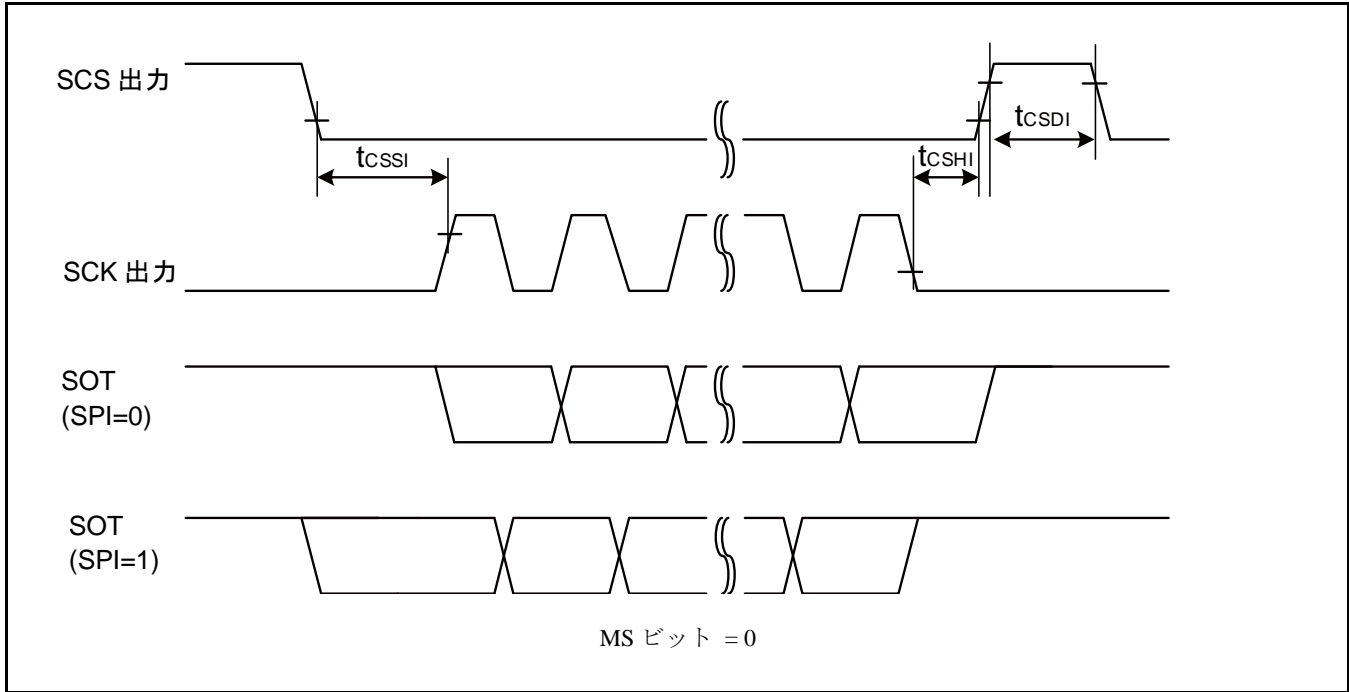 SCS 出力
tCSDI
tCSSI
tCSHI
SCK 出力
SOT
(SPI=0)
SOT
(SPI=1)
MS ビット = 0